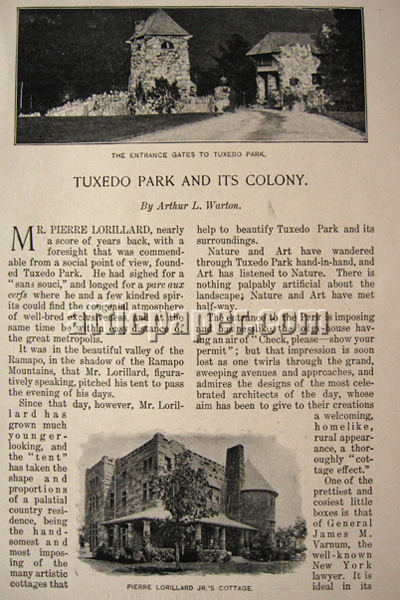 THE ENTRANCE GATES TO TUXEDO PARK.
TUXEDO PARK AND ITS COLONY.
By Arthur L. Warton.
MR. PIERRE LORILLARD, nearly
a score of years back, with a
foresight that was commend-
able from a social point of view, found-
ed Tuxedo Park. He had sighed for a
"sans souci," and longed for a parc aux
cerfs where he and a few kindred spir-
its could find the congenial atmosphere
of well-bred exclusiveness, and at the
same time be within easy distance of
the great metropolis.
It was in the beautiful valley of the
Ramapo, in the shadow of the Ramapo
Mountains, that Mr. Lorillard, figura-
tively speaking, pitched his tent to pass
the evening of his days.
Since that day, however, Mr. Loril-
lard has
grown much
younger-
looking, and
the "tent"
has taken the
shape and
proportions
of a palatial
country resi-
dence, being
the hand-
somest and
most impos-
ing of the
many artistic
cottages that
help to beautify Tuxedo Park and its
surroundings.
Nature and Art have wandered
through Tuxedo Park hand-in-hand, and
Art has listened to Nature. There is
nothing palpably artificial about the
landscape; Nature and Art have met
half-way.
The entrance to the park is imposing
and castle-like, the gate-house hav-
ing an air of "Check, please—show your
permit"; but that impression is soon
lost as one twirls through the grand,
sweeping avenues and approaches, and
admires the designs of the most cele-
brated architects of the day, whose
aim has been to give to their creations
a welcoming,
homelike,
rural appear-
ance, a thor-
oughly "cot-
tage effect."
One of the
prettiest and
cosiest little
boxes is that
of General
James M.
Varnum, the
well-known
New York
lawyer. It is
ideal in its
PIERRE LORILLARD JR.'S COTTAGE.